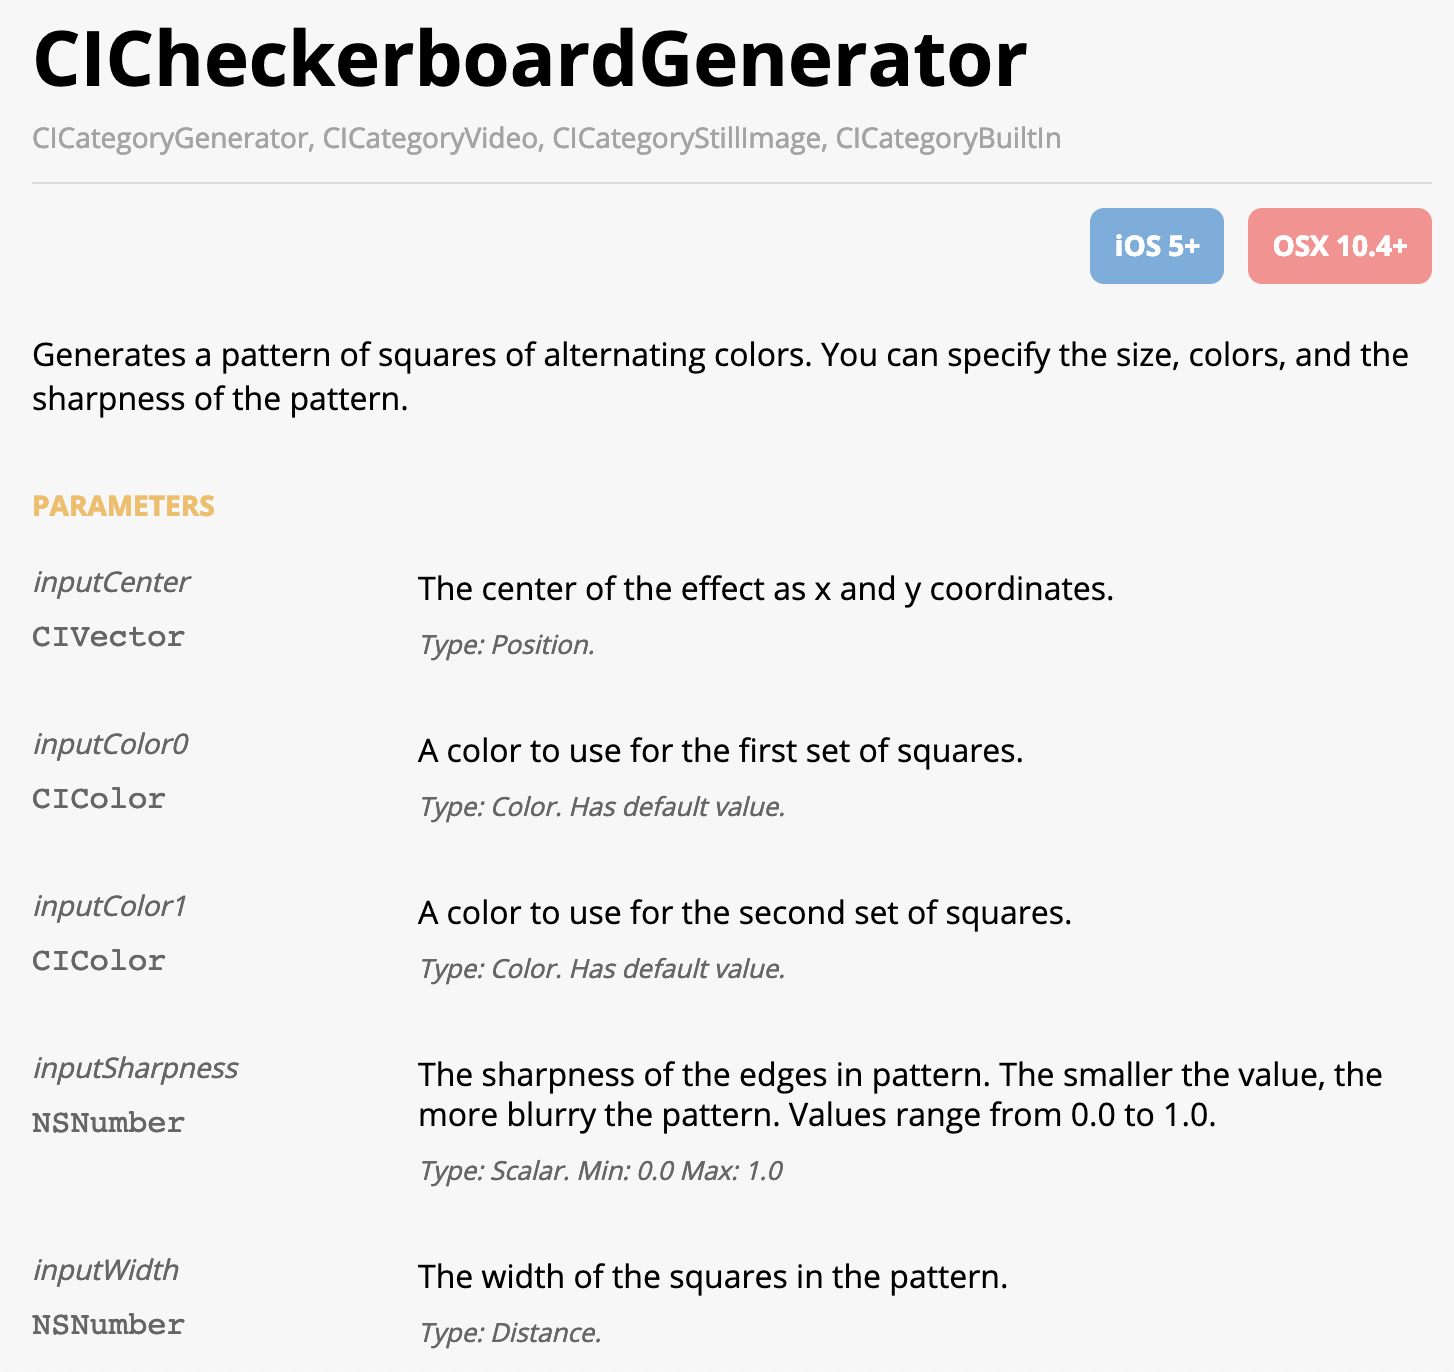 CICheckerboardGenerator
CICategoryGenerator, CICategoryVideo, CICategoryStillImage, CICategoryBuiltIn
iOS 5+
OSX 10.4+
Generates a pattern of squares of alternating colors. You can specify the size, colors, and the
sharpness of the pattern.
PARAMETERS
inputCenter
CIVector
The center of the effect as x and y coordinates.
Type: Position.
inputColor0
CIColor
A color to use for the first set of squares.
Type: Color. Has default value.
inputColor1
CIColor
A color to use for the second set of squares.
Type: Color. Has default value.
inputSharpness
NSNumber
The sharpness of the edges in pattern. The smaller the value, the
more blurry the pattern. Values range from 0.0 to 1.0.
Type: Scalar. Min: 0.0 Max: 1.0
inputWidth
NSNumber
The width of the squares in the pattern.
Type: Distance.